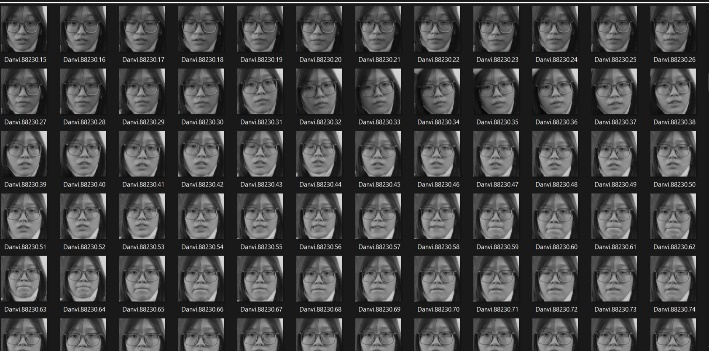 Danvi.88230.15 Danvi.88230.16 Danvi.88230.17 Danvi.88230.18 Danvi.88230.19 Danvi.88230.20 Danvi.88230.21 Danvi.88230.22 Danvi.88230.23 Danvi.88230.24 Danvi.88230.25 Danvi.88230.26
Danvi.88230.27 Danvi.88230.28 Danvi.88230.29 Danvi.88230.30 Danvi.88230.31 Danvi.88230.32 Danvi.88230.33 Danvi.88230.34 Danvi.88230.35 Danvi.88230.36 Danvi.88230.37 Danvi.88230.38
Danvi.88230.39 Danvi.88230.40 Danvi.88230.41 Danvi.88230.42 Danvi.88230.43 Danvi.88230.44 Danvi.88230.45 Danvi.88230.46 Danvi.88230.47 Danvi.88230.48 Danvi.88230.49 Danvi.88230.50
Danvi.88230.51 Danvi.88230.52 Danvi.88230.53 Danvi.88230.54 Danvi.88230.55 Danvi.88230.56 Danvi.88230.57 Danvi.88230.58 Danvi.88230.59 Danvi.88230.60 Danvi.88230.61 Danvi.88230.62
Danvi.88230.63 Danvi.88230.64 Danvi.88230.65 Danvi.88230.66 Danvi.88230.67 Danvi.88230.68 Danvi.88230.69 Danvi.88230.70 Danvi.88230.71 Danvi.88230.72 Danvi.88230.73 Danvi.88230.74